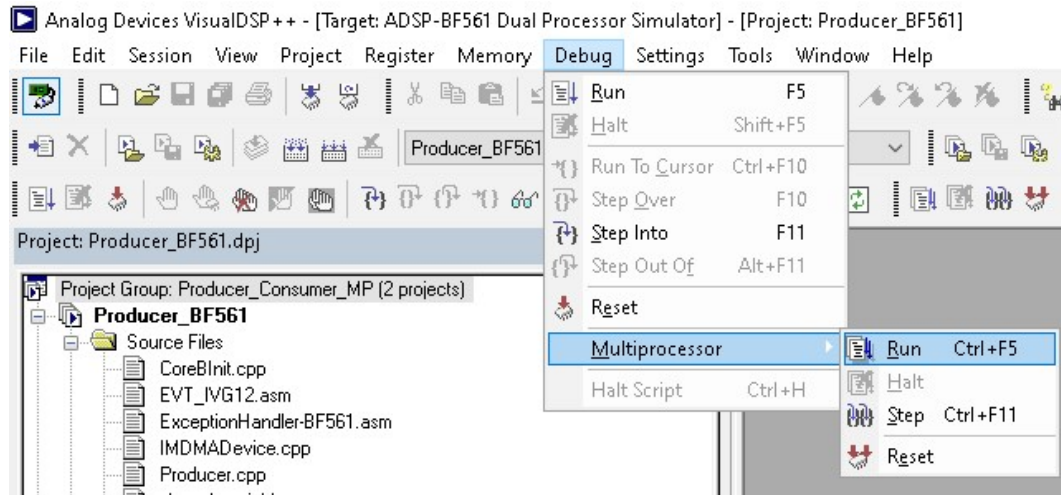 Analog Devices VisualDSP++ - [Target: ADSP-BF561 Dual Processor Simulator] - [Project: Producer_BF561]
File Edit Session View Project Register Memory Debug Settings Tools Window Help
Run F5
Halt Shift+F5
Producer_BF561
Run To Cursor Ctrl+F10
Step Over F10
Step Into F11
Step Out Of Alt+F11
Reset
Multiprocessor
Halt Script Ctrl+H
Run Ctrl+F5
Halt
Step Ctrl+F11
Reset
Project: Producer_BF561.dpj
Project Group: Producer_Consumer_MP (2 projects)
Producer_BF561
Source Files
CoreBInit.cpp
EVT_IVG12.asm
ExceptionHandler-BF561.asm
IMDMADevice.cpp
Producer.cpp